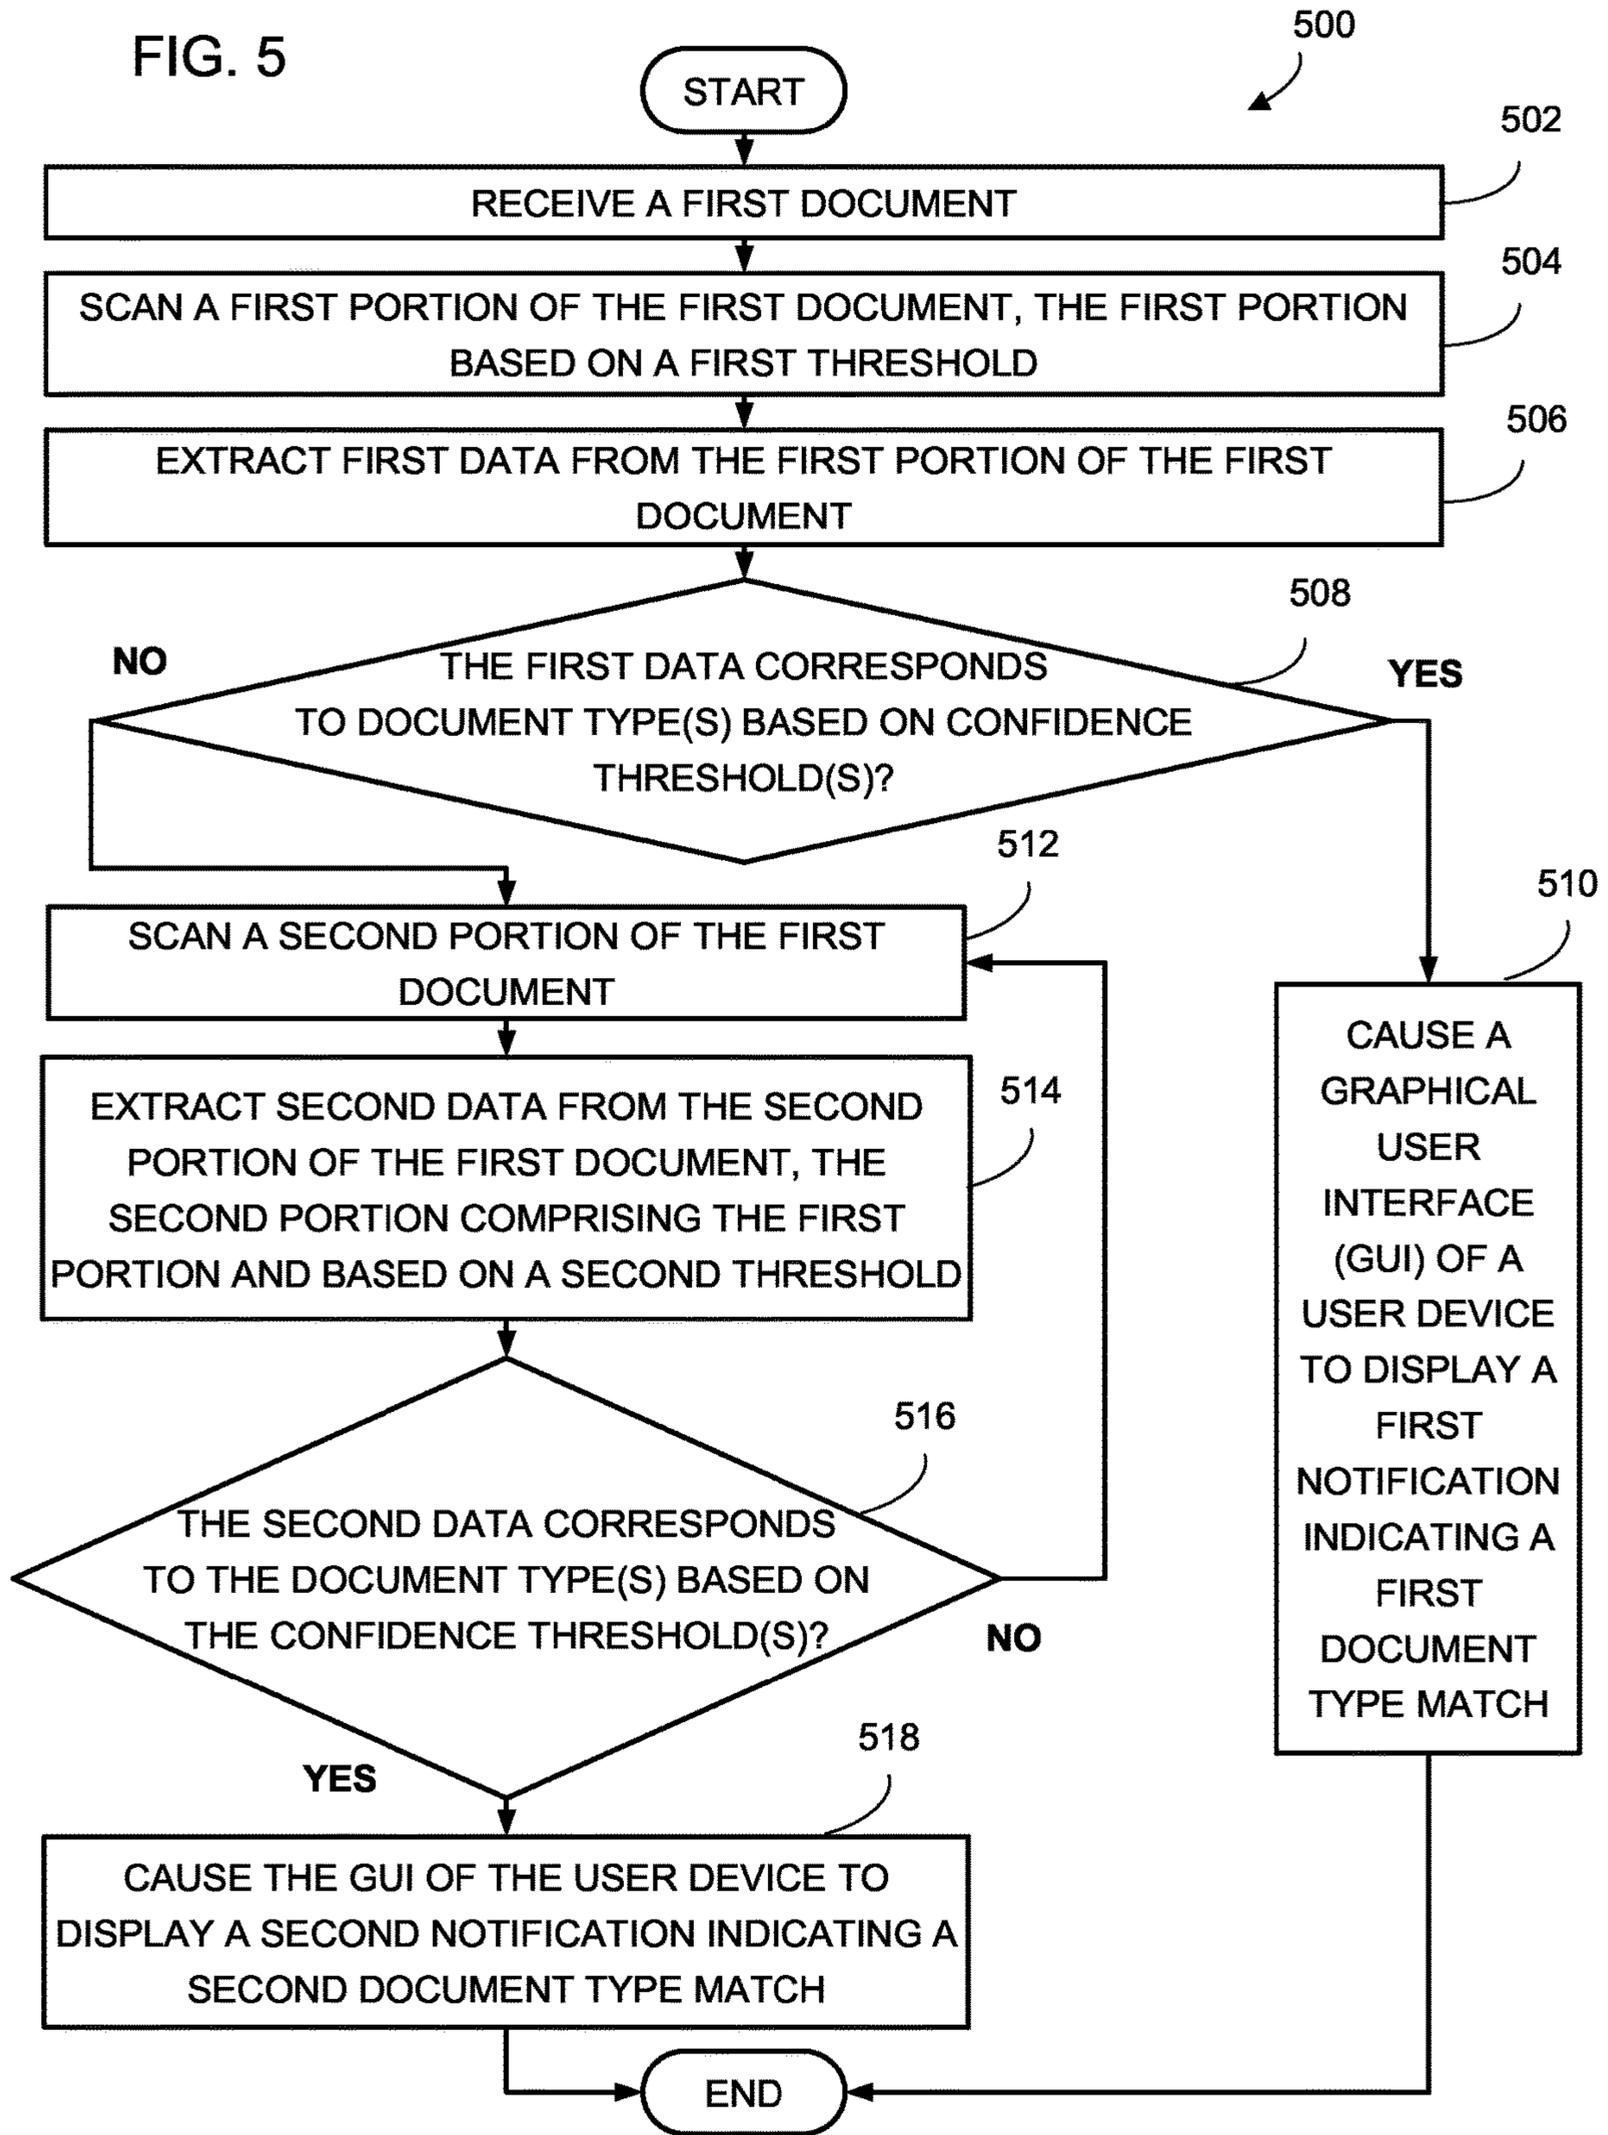 FIG. 5
500
START
502
RECEIVE A FIRST DOCUMENT
504
SCAN A FIRST PORTION OF THE FIRST DOCUMENT, THE FIRST PORTION
BASED ON A FIRST THRESHOLD
506
EXTRACT FIRST DATA FROM THE FIRST PORTION OF THE FIRST
DOCUMENT
508
NO
YES
THE FIRST DATA CORRESPONDS
TO DOCUMENT TYPE(S) BASED ON CONFIDENCE
THRESHOLD(S)?
512
SCAN A SECOND PORTION OF THE FIRST
DOCUMENT
514
EXTRACT SECOND DATA FROM THE SECOND
PORTION OF THE FIRST DOCUMENT, THE
SECOND PORTION COMPRISING THE FIRST
PORTION AND BASED ON A SECOND THRESHOLD
516
THE SECOND DATA CORRESPONDS
TO THE DOCUMENT TYPE(S) BASED ON
THE CONFIDENCE THRESHOLD(S)?
NO
YES
518
CAUSE THE GUI OF THE USER DEVICE TO
DISPLAY A SECOND NOTIFICATION INDICATING A
SECOND DOCUMENT TYPE MATCH
510
CAUSE A
GRAPHICAL
USER
INTERFACE
(GUI) OF A
USER DEVICE
TO DISPLAY A
FIRST
NOTIFICATION
INDICATING A
FIRST
DOCUMENT
TYPE MATCH
END